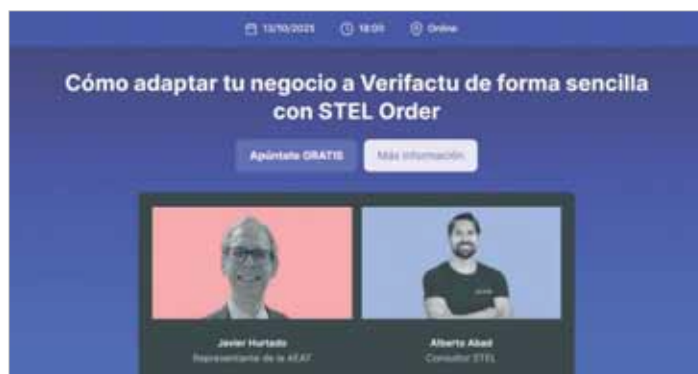 13/10/2025 18:00 Online
Cómo adaptar tu negocio a Verifactu de forma sencilla
con STEL Order
Apúntate GRATIS Más información
Javier Hurtado Alberto Abad
Representante de la AEAT Consultor STEL